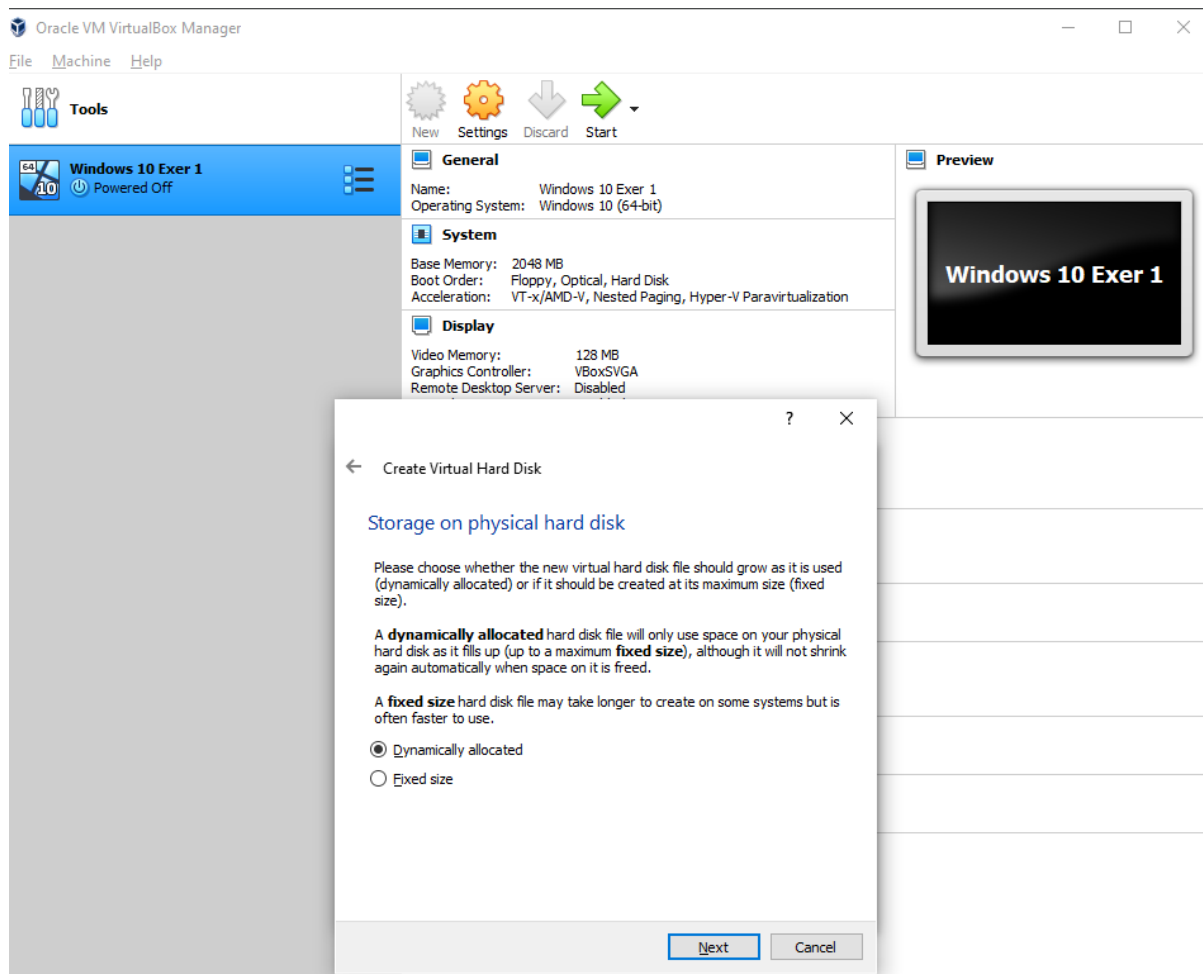 Oracle VM VirtualBox Manager
File Machine Help
Tools
New Settings Discard Start
64 10
Windows 10 Exer 1
Powered Off
General
Name: Windows 10 Exer 1
Operating System: Windows 10 (64-bit)
System
Base Memory: 2048 MB
Boot Order: Floppy, Optical, Hard Disk
Acceleration: VT-x/AMD-V, Nested Paging, Hyper-V Paravirtualization
Display
Video Memory: 128 MB
Graphics Controller: VBoxSVGA
Remote Desktop Server: Disabled
Preview
Windows 10 Exer 1
?
Create Virtual Hard Disk
Storage on physical hard disk
Please choose whether the new virtual hard disk file should grow as it is used
(dynamically allocated) or if it should be created at its maximum size (fixed
size).
A dynamically allocated hard disk file will only use space on your physical
hard disk as it fills up (up to a maximum fixed size), although it will not shrink
again automatically when space on it is freed.
A fixed size hard disk file may take longer to create on some systems but is
often faster to use.
Dynamically allocated
Fixed size
Next Cancel